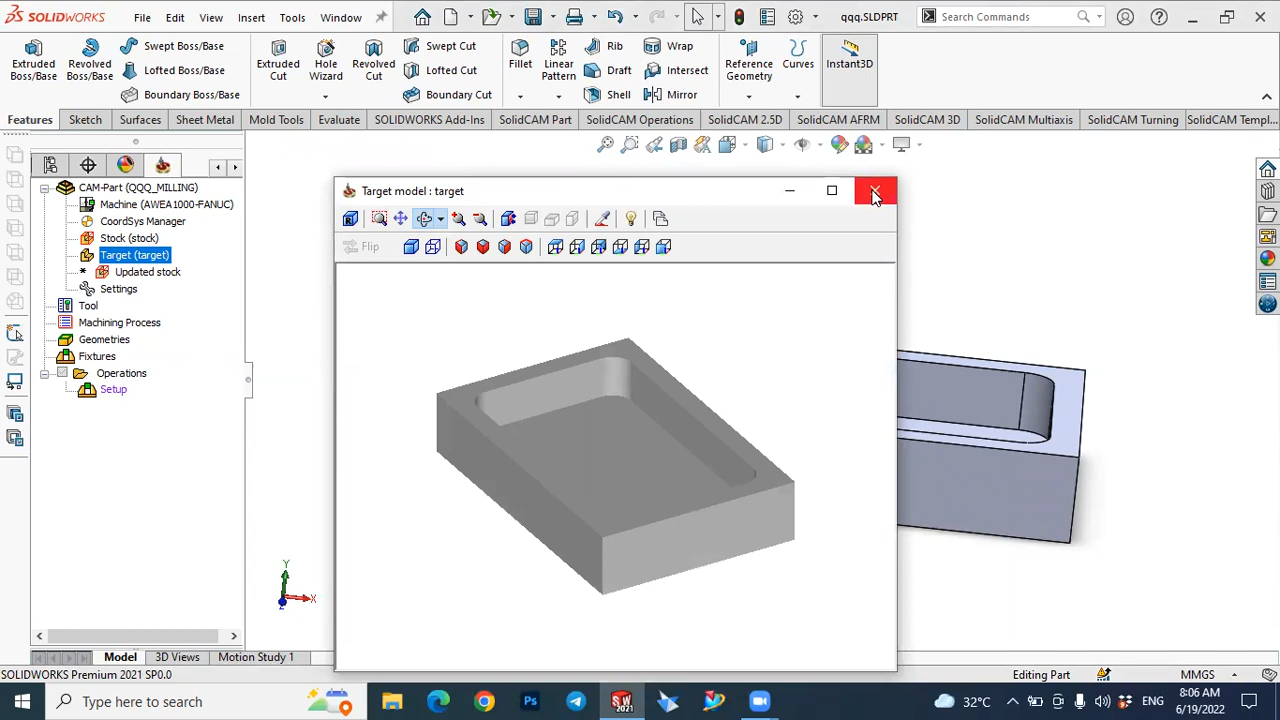 SOLIDWORKS File Edit View Insert Tools Window qqq.SLDPRT Search Commands
Extruded Boss/Base
Revolved Boss/Base
Swept Boss/Base
Lofted Boss/Base
Boundary Boss/Base
Extruded Cut
Hole Wizard
Revolved Cut
Swept Cut
Lofted Cut
Boundary Cut
Fillet
Linear Pattern
Rib
Draft
Shell
Wrap
Intersect
Mirror
Reference Geometry
Curves
Instant3D
Features Sketch Surfaces Sheet Metal Mold Tools Evaluate SOLIDWORKS Add-Ins SolidCAM Part SolidCAM Operations SolidCAM 2.5D SolidCAM AFRM SolidCAM 3D SolidCAM Multiaxis SolidCAM Turning SolidCAM Templ...
CAM-Part (QQQ_MILLING)
Machine (AWEA1000-FANUC)
CoordSys Manager
Stock (stock)
Target (target)
* Updated stock
Settings
Tool
Machining Process
Geometries
Fixtures
Operations
Setup
Target model : target
Flip
Y
X
Z
Model 3D Views Motion Study 1
SOLIDWORKS Premium 2021 SP0.0 Editing Part MMGS
Type here to search Ps SW 2021 32°C ENG 8:06 AM
6/19/2022